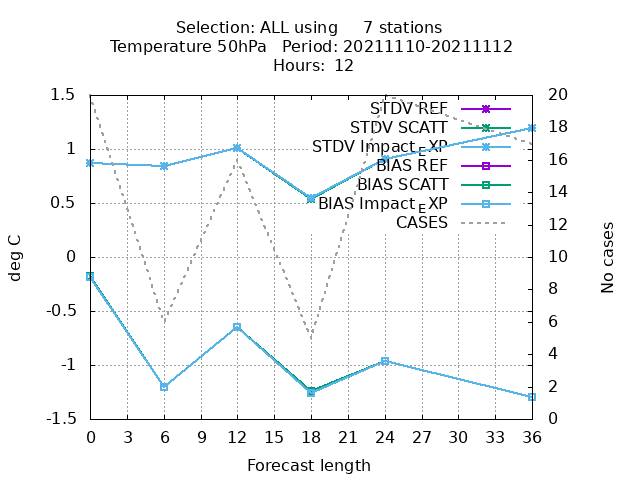 Selection: ALL using     7 stations
Temperature 50hPa   Period: 20211110-20211112
Hours: 12
1.5
1
0.5
0
-0.5
-1
-1.5
deg C
20
18
16
14
12
10
8
6
4
2
0
No cases
STDV REF
STDV SCATT
STDV Impact_EXP
BIAS REF
BIAS SCATT
BIAS Impact_EXP
CASES
0 3 6 9 12 15 18 21 24 27 30 33 36
Forecast length